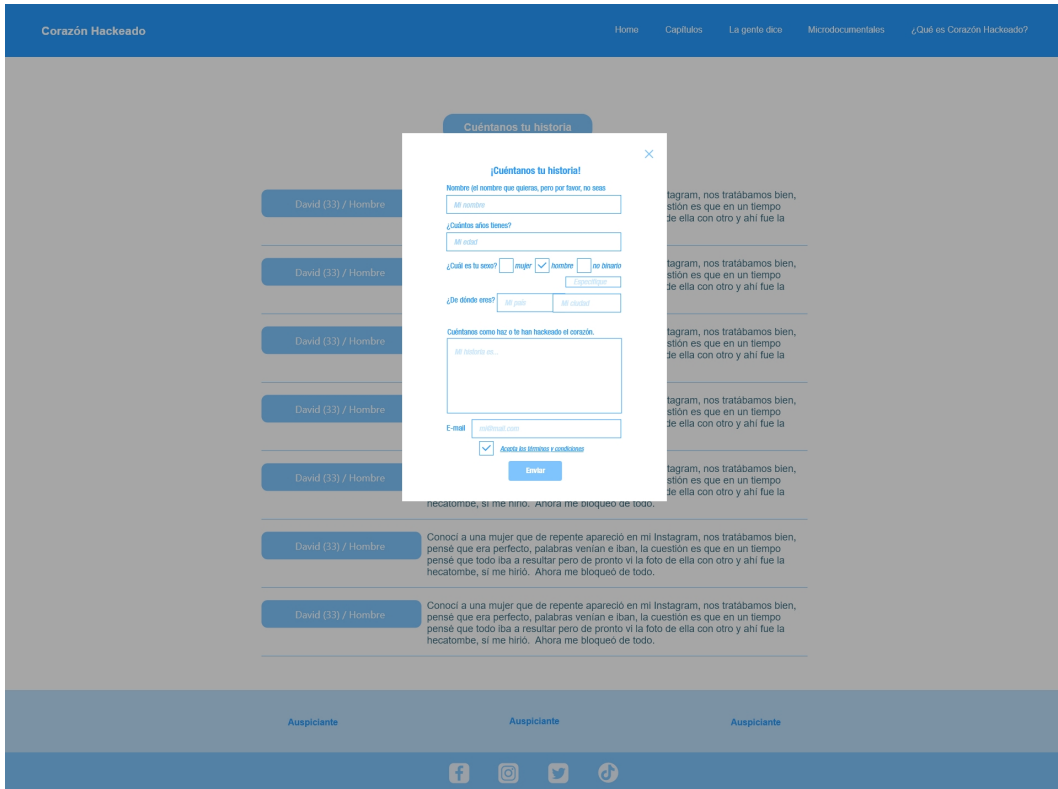 Corazón Hackeado
Home Capítulos La gente dice Microdocumentales ¿Qué es Corazón Hackeado?
Cuéntanos tu historia
¡Cuéntanos tu historia!
Nombre (el nombre que quieras, pero por favor, no seas
Mi nombre
¿Cuántos años tienes?
Mi edad
¿Cuál es tu sexo? mujer hombre no binario
Especifique
¿De dónde eres? Mi país Mi ciudad
Cuéntanos como haz o te han hackeado el corazón.
Mi historia es...
E-mail mi@mail.com
Acepta los términos y condiciones
Enviar
David (33) / Hombre
tagram, nos tratábamos bien,
stión es que en un tiempo
de ella con otro y ahí fue la
David (33) / Hombre
tagram, nos tratábamos bien,
stión es que en un tiempo
de ella con otro y ahí fue la
David (33) / Hombre
tagram, nos tratábamos bien,
stión es que en un tiempo
de ella con otro y ahí fue la
David (33) / Hombre
tagram, nos tratábamos bien,
stión es que en un tiempo
de ella con otro y ahí fue la
David (33) / Hombre
tagram, nos tratábamos bien,
stión es que en un tiempo
de ella con otro y ahí fue la
hecatombe, sí me hirió. Ahora me bloqueó de todo.
David (33) / Hombre
Conocí a una mujer que de repente apareció en mi Instagram, nos tratábamos bien,
pensé que era perfecto, palabras venían e iban, la cuestión es que en un tiempo
pensé que todo iba a resultar pero de pronto vi la foto de ella con otro y ahí fue la
hecatombe, sí me hirió. Ahora me bloqueó de todo.
David (33) / Hombre
Conocí a una mujer que de repente apareció en mi Instagram, nos tratábamos bien,
pensé que era perfecto, palabras venían e iban, la cuestión es que en un tiempo
pensé que todo iba a resultar pero de pronto vi la foto de ella con otro y ahí fue la
hecatombe, sí me hirió. Ahora me bloqueó de todo.
Auspiciante Auspiciante Auspiciante